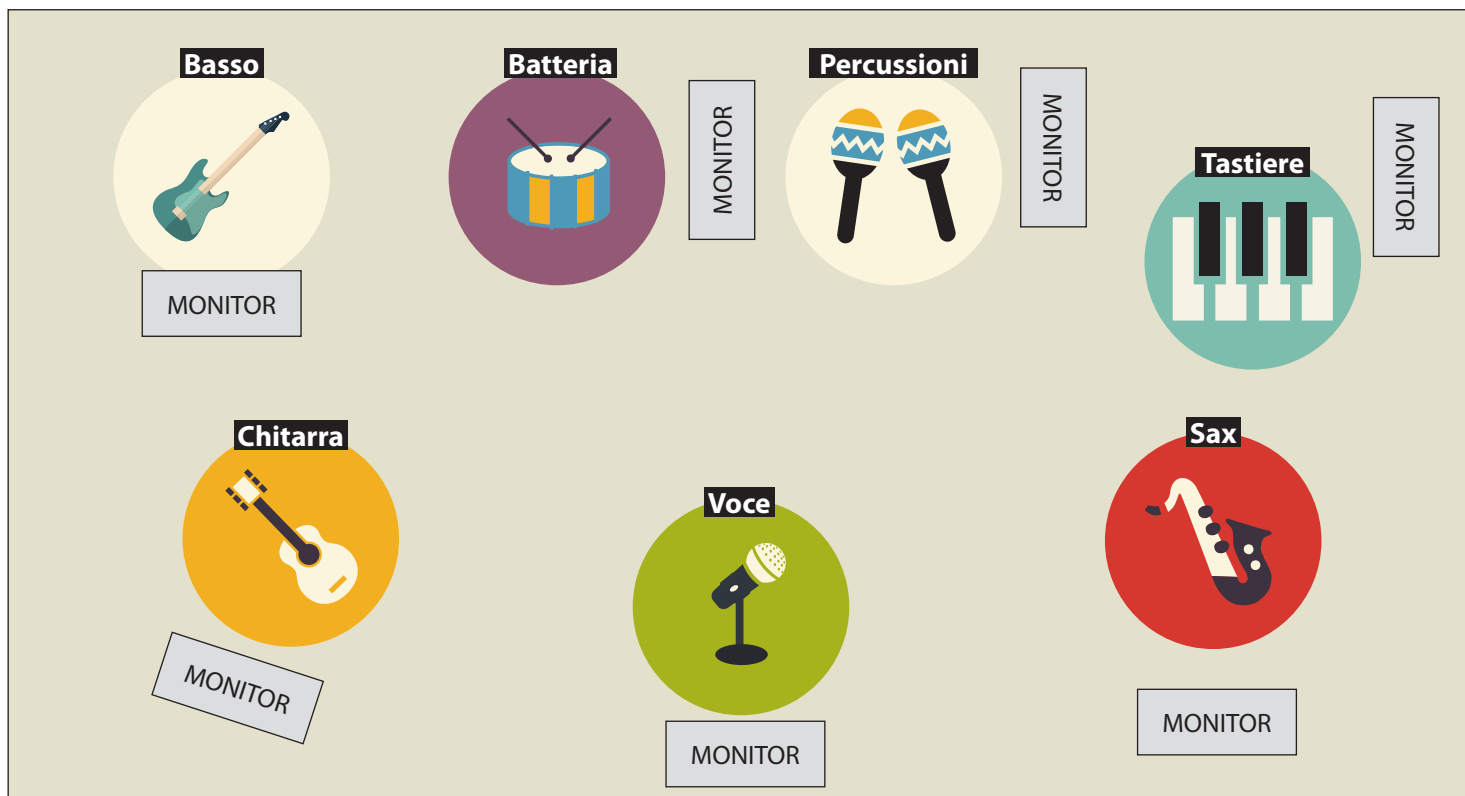 Basso
MONITOR
Batteria
MONITOR
Percussioni
MONITOR
Tastiere
MONITOR
Chitarra
MONITOR
Voce
MONITOR
Sax
MONITOR